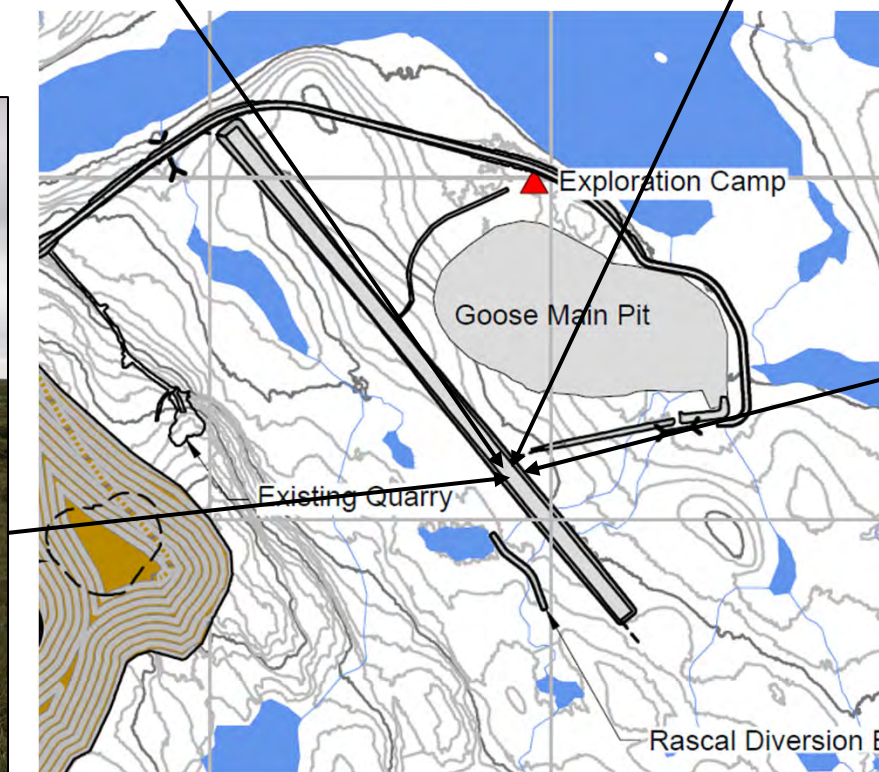 Exploration Camp
Goose Main Pit
Existing Quarry
Rascal Diversion